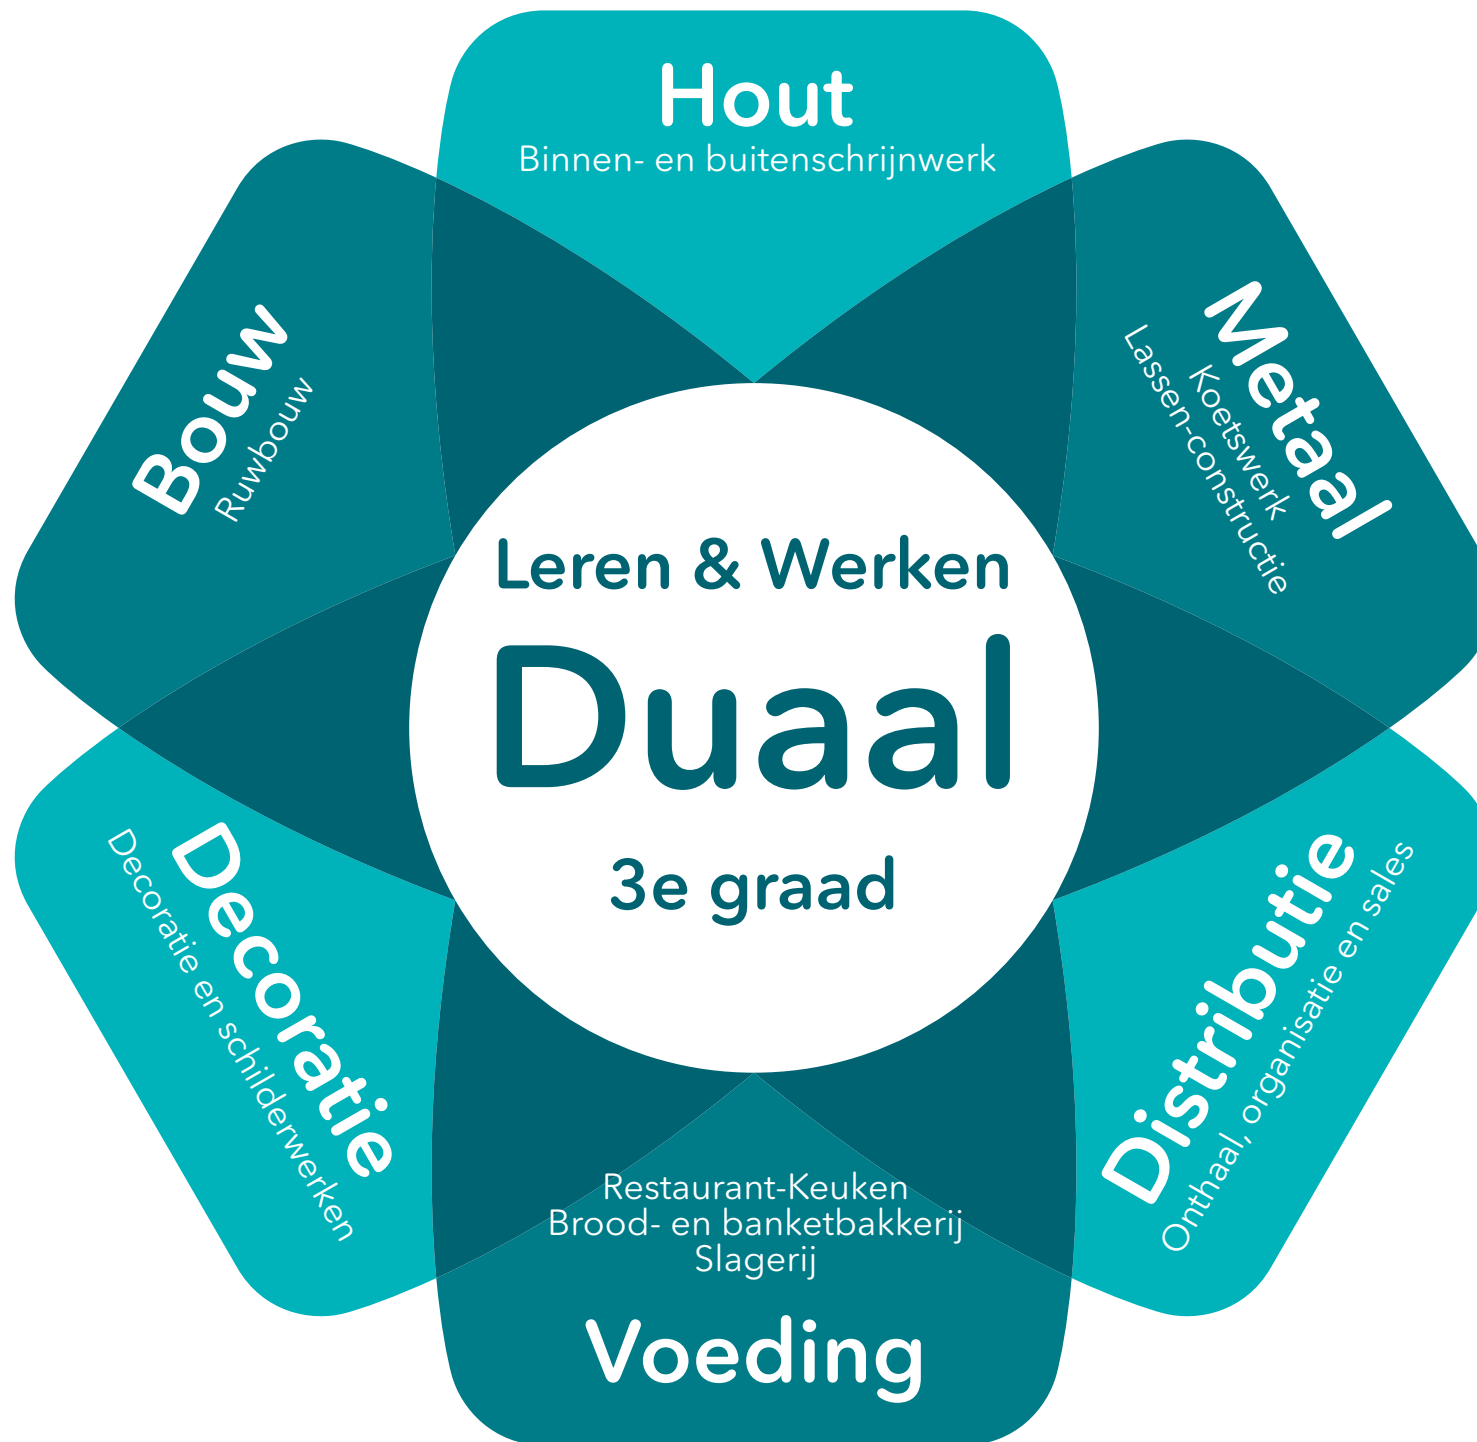 Hout
Binnen- en buitenschrijnwerk
Bouw
Ruwbouw
Metaal
Koetswerk
Lassen-constructie
Leren & Werken
Duaal
3e graad
Decoratie
Decoratie en schilderwerken
Distributie
Onthaal, organisatie en sales
Restaurant-Keuken
Brood- en banketbakkerij
Slagerij
Voeding